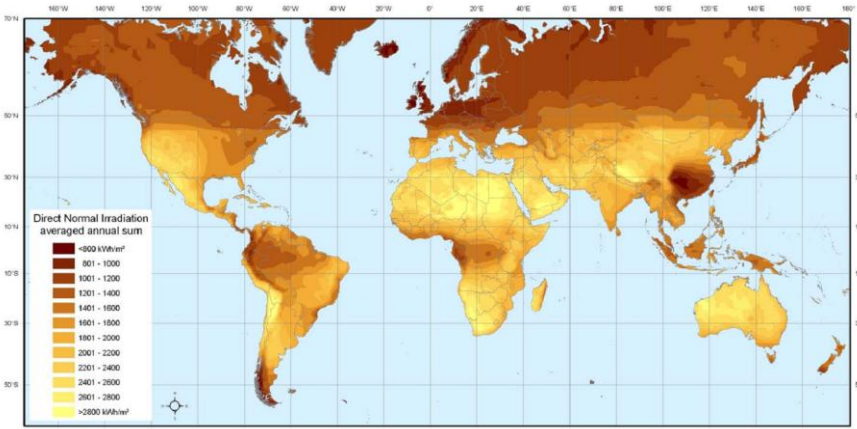 160°W 140°W 120°W 100°W 80°W 60°W 40°W 20°W 0° 20°E 40°E 60°E 80°E 100°E 120°E 140°E 160°E 180°
70°N
50°N
30°N
10°N
10°S
30°S
50°S
Direct Normal Irradiation
averaged annual sum
<800 kWh/m²
801 - 1000
1001 - 1200
1201 - 1400
1401 - 1600
1601 - 1800
1801 - 2000
2001 - 2200
2201 - 2400
2401 - 2600
2601 - 2800
>2800 kWh/m²